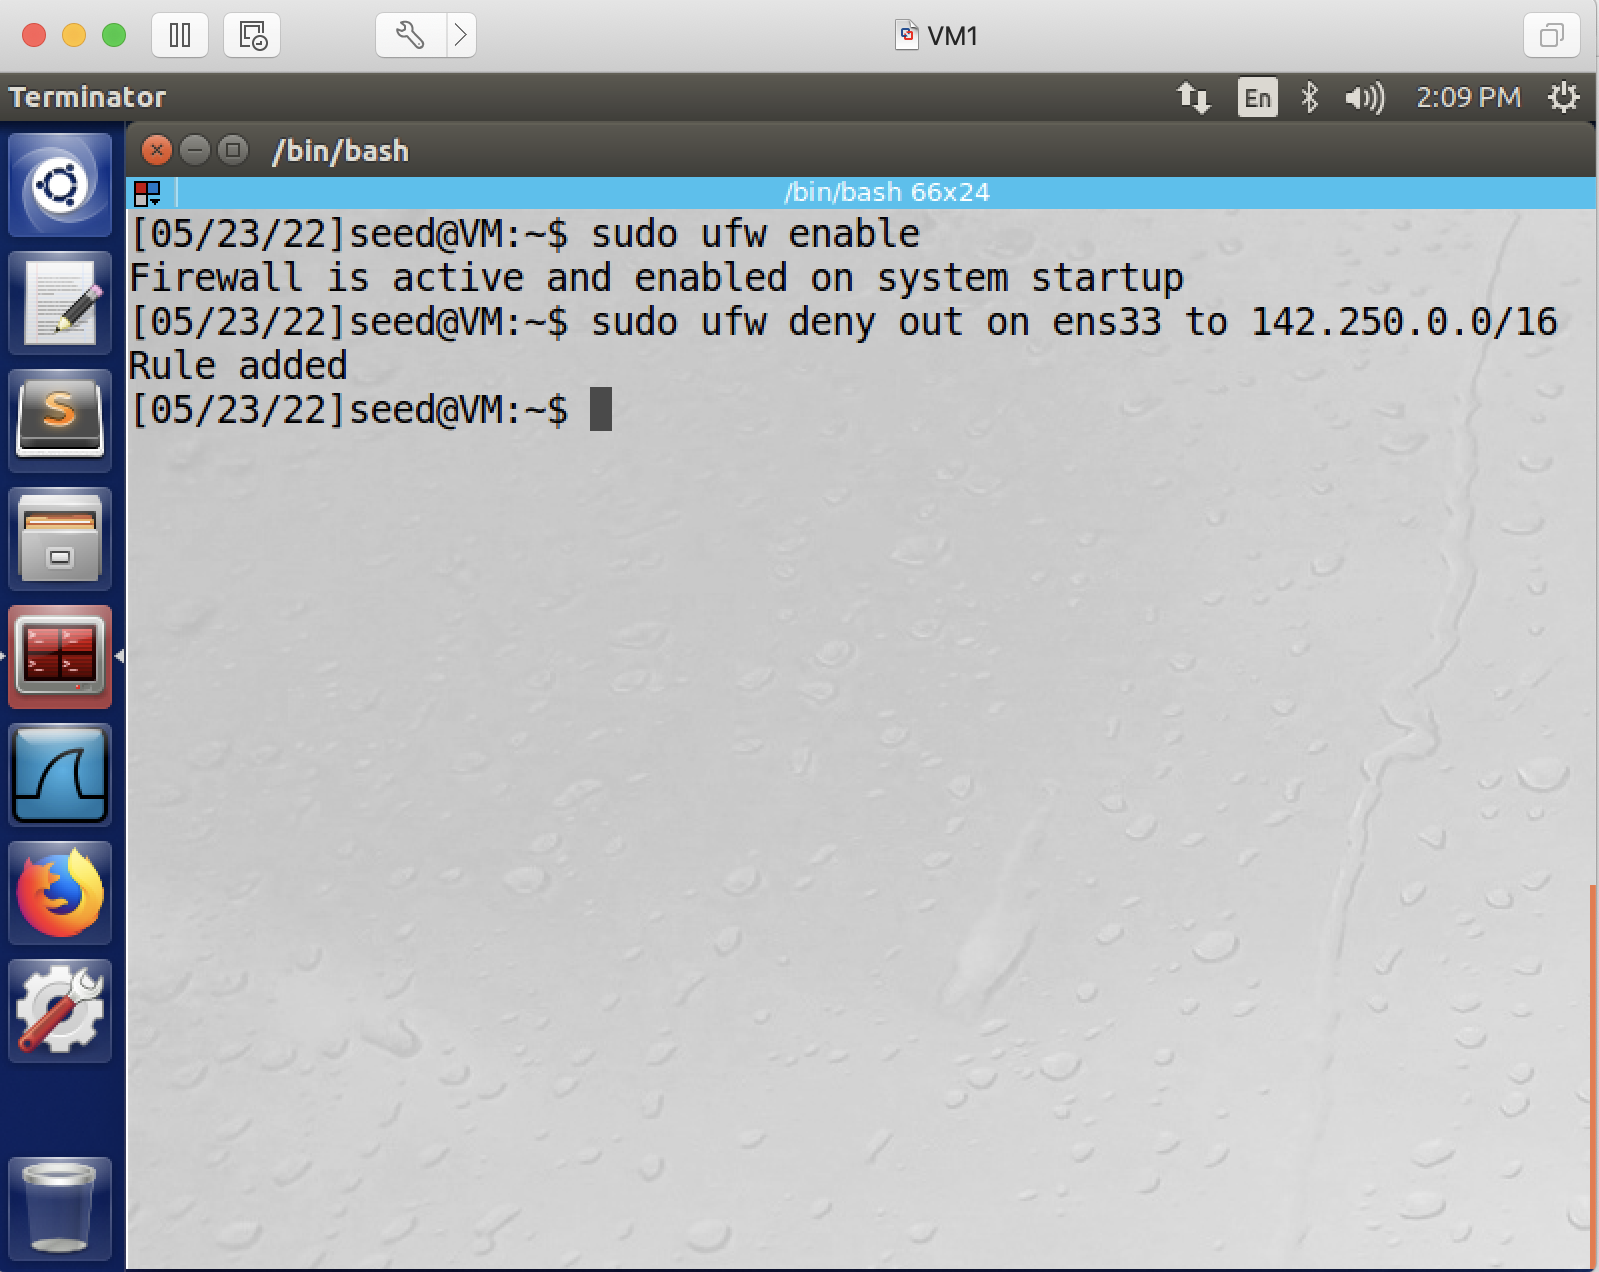 VM1
Terminator
En
2:09 PM
/bin/bash
/bin/bash 66x24
[05/23/22]seed@VM:~$ sudo ufw enable
Firewall is active and enabled on system startup
[05/23/22]seed@VM:~$ sudo ufw deny out on ens33 to 142.250.0.0/16
Rule added
[05/23/22]seed@VM:~$